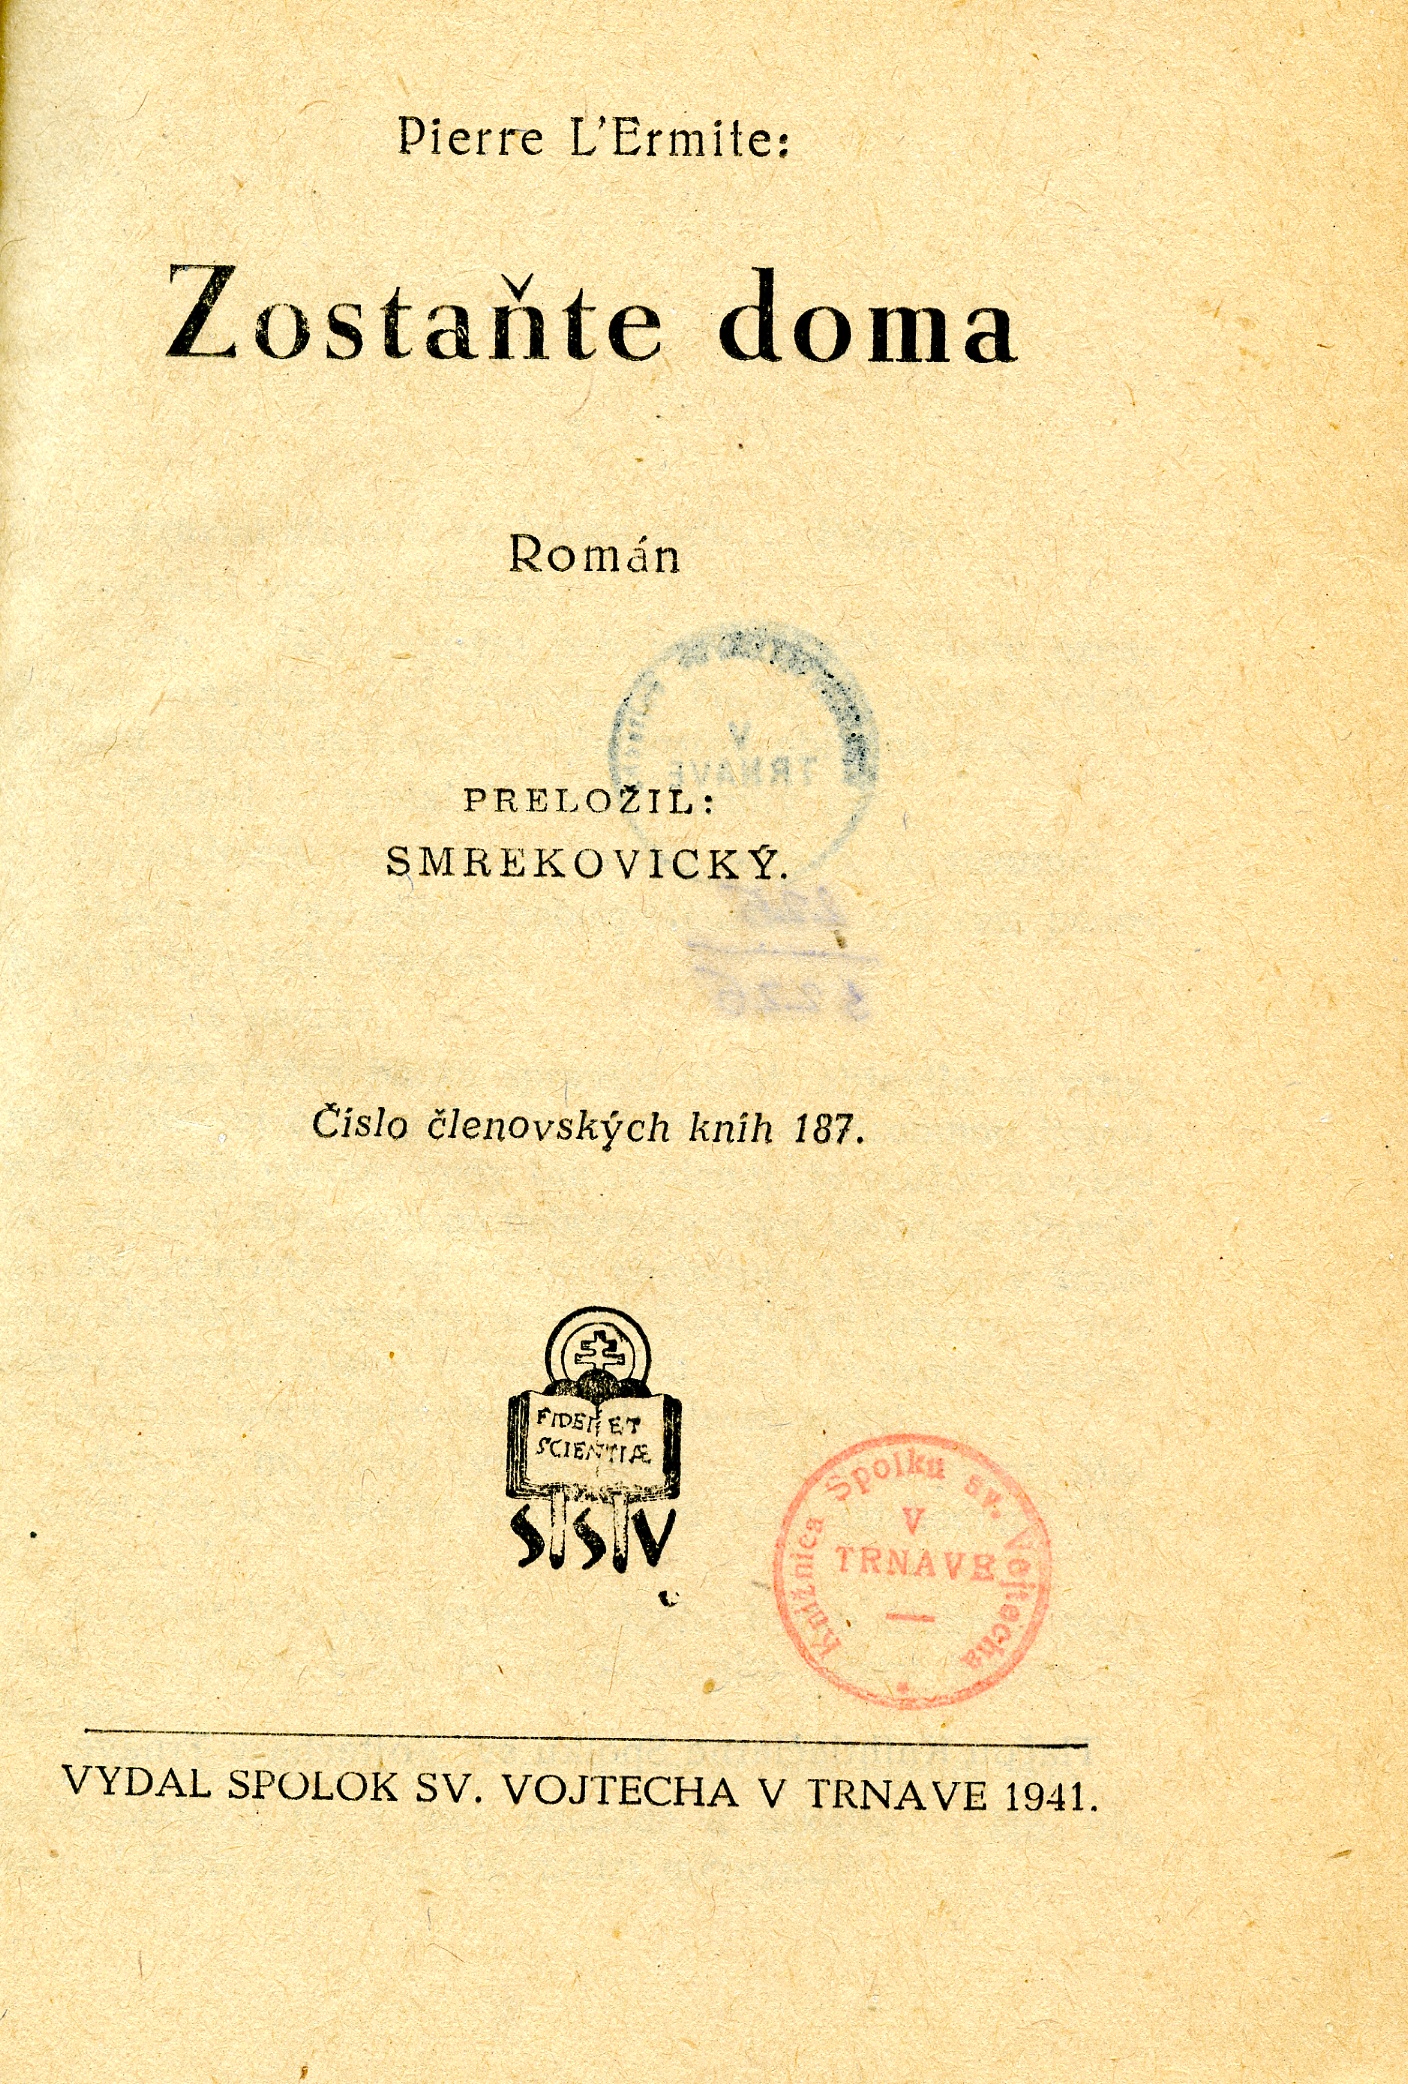 Pierre L'Ermite:
Zostaňte doma
Román
V
TRNAVE
PRELOŽIL:
SMREKOVICKÝ.
Číslo členovských kníh 187.
FIDEI ET
SCIENTIÆ
SSV
Knižnica Spolku sv. Vojtecha
V
TRNAVE
VYDAL SPOLOK SV. VOJTECHA V TRNAVE 1941.